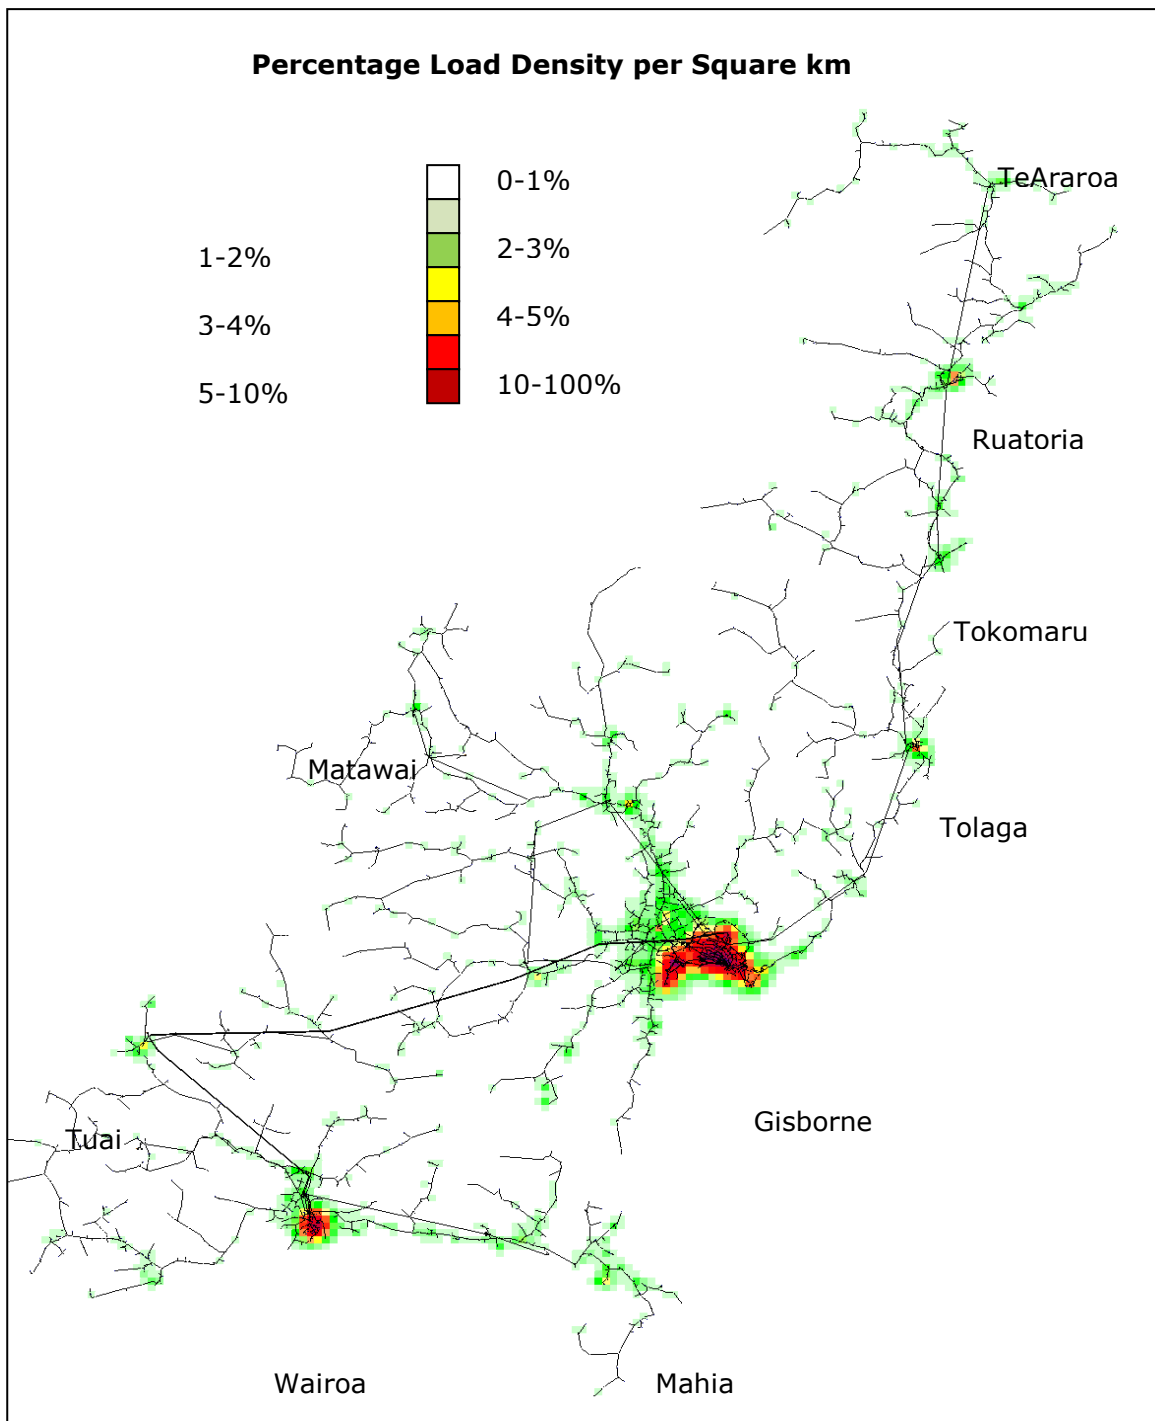 Percentage Load Density per Square km
0-1%
1-2%
2-3%
3-4%
4-5%
5-10%
10-100%
TeAraroa
Ruatoria
Tokomaru
Matawai
Tolaga
Gisborne
Tuai
Wairoa
Mahia